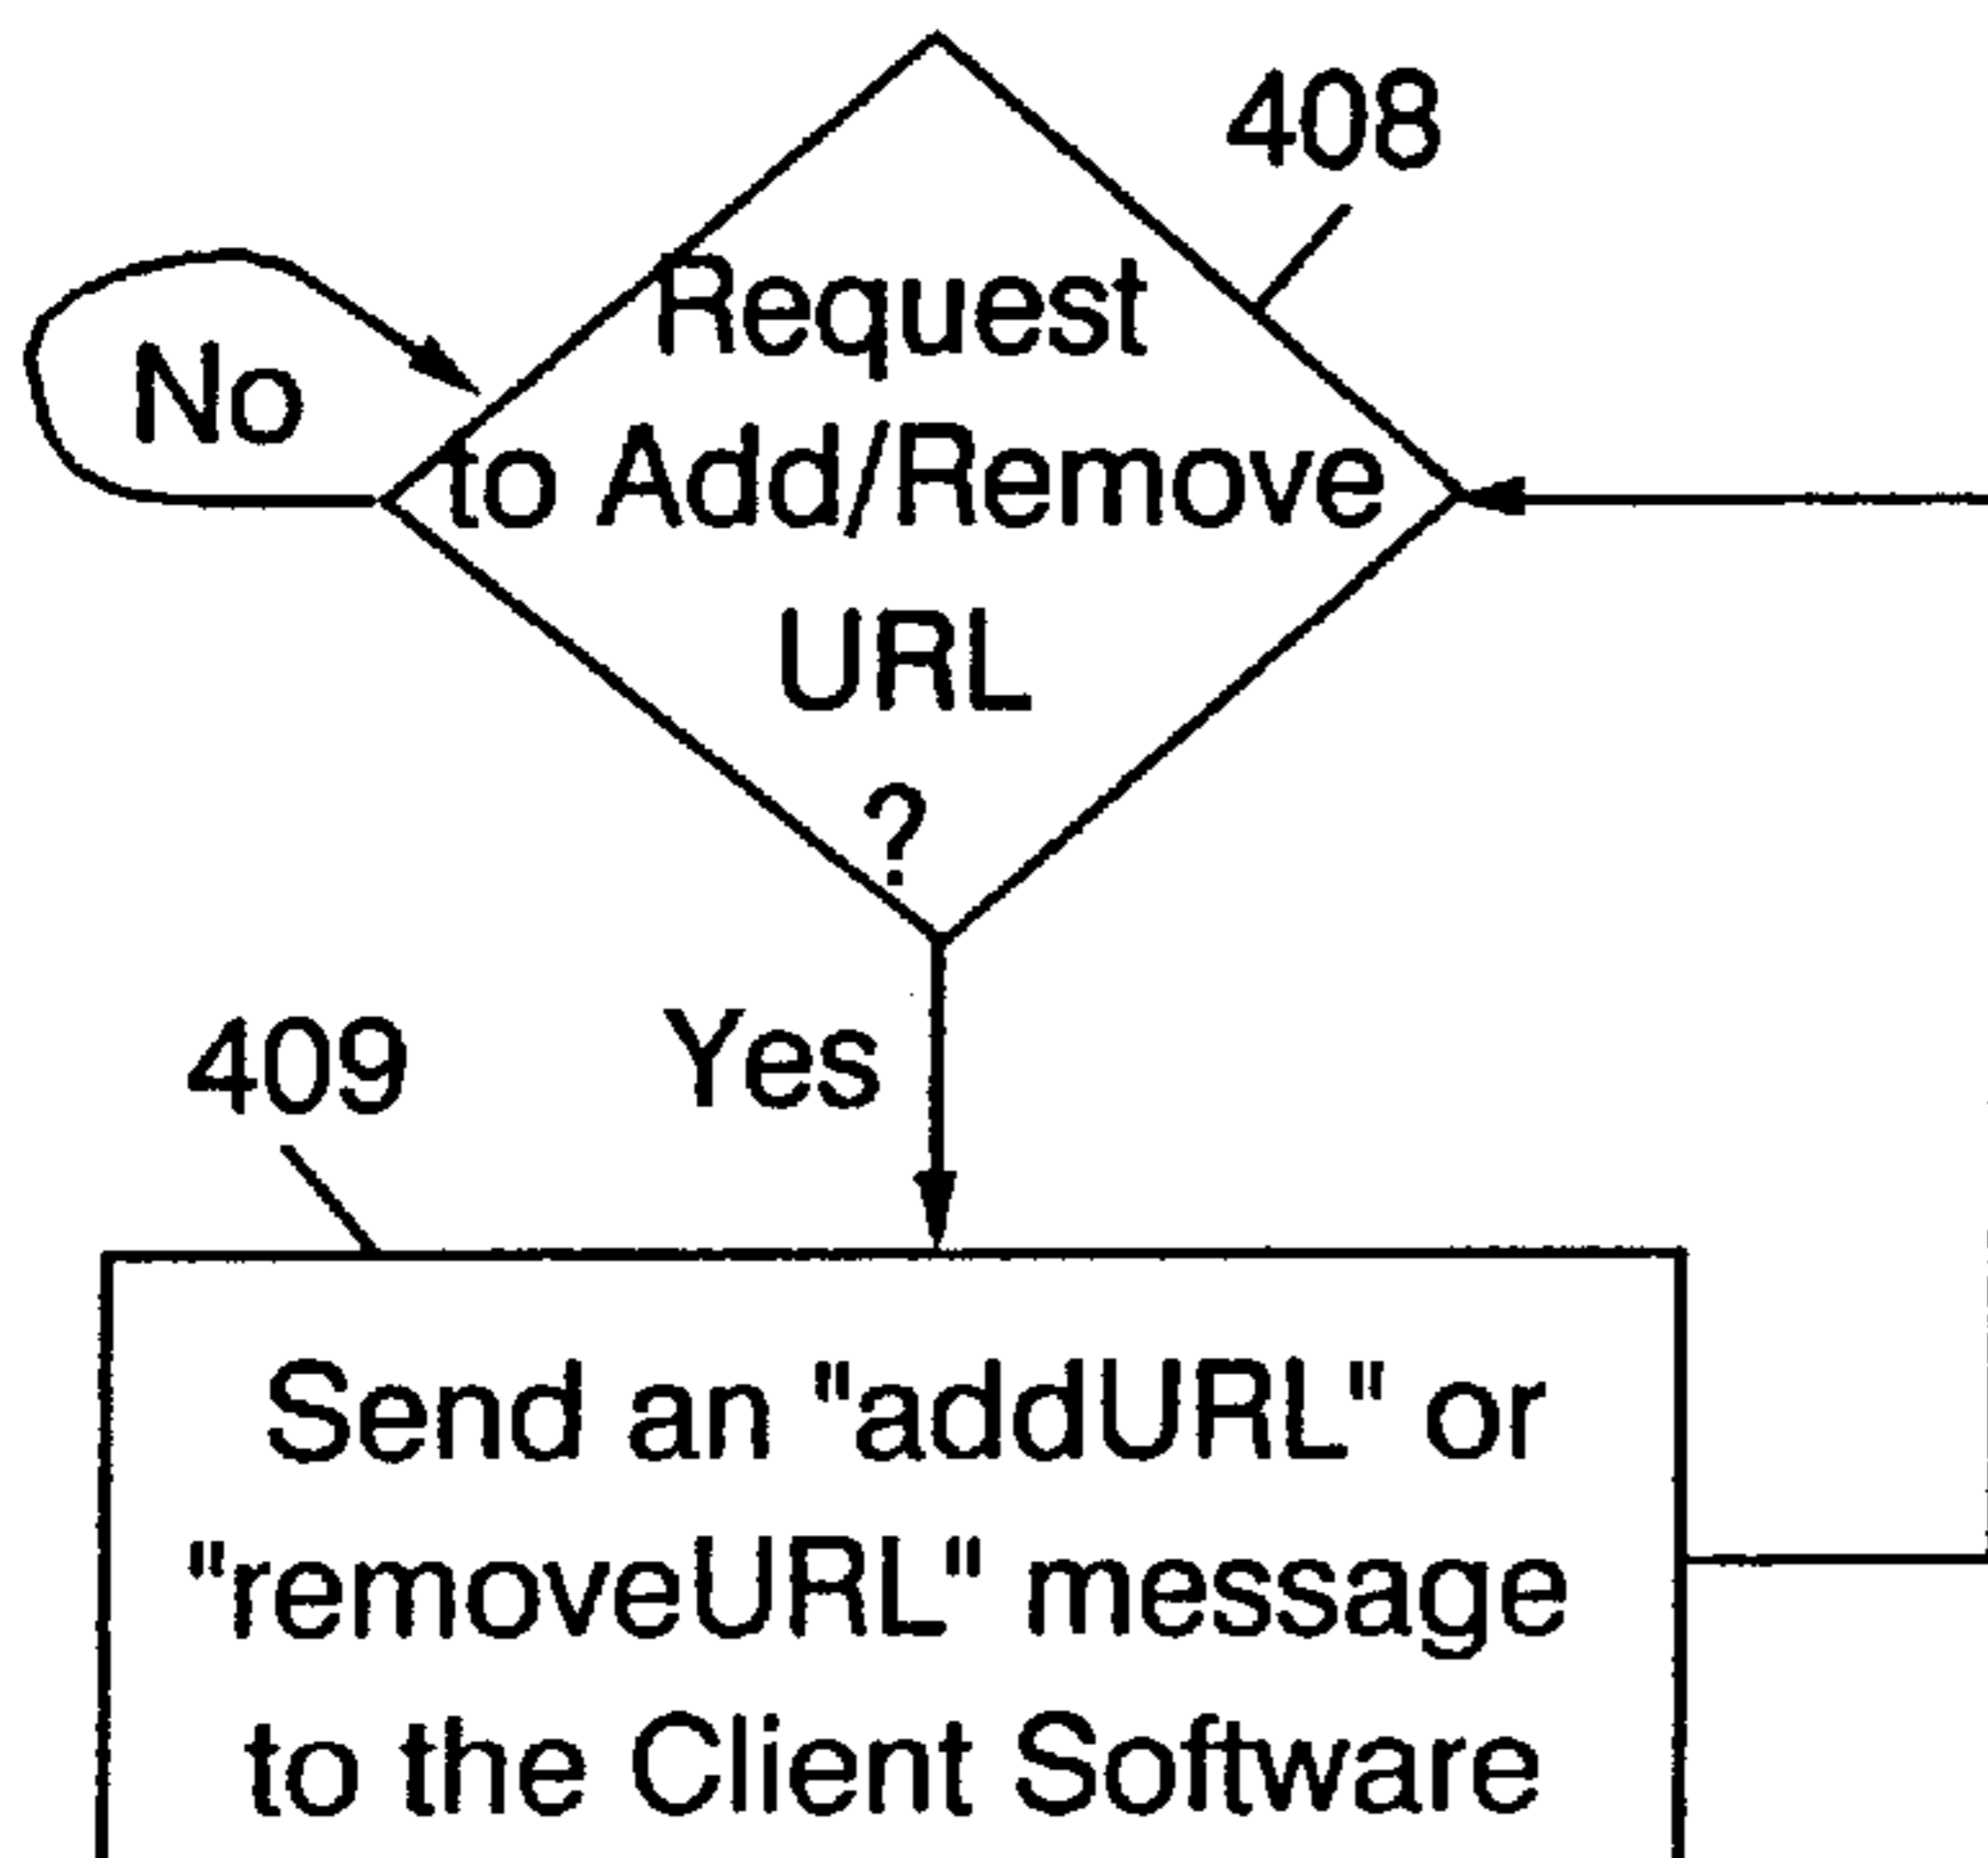 408
Request
No
to Add/Remove
URL
?
Yes
409
Send an "addURL" or
"removeURL" message
to the Client Software